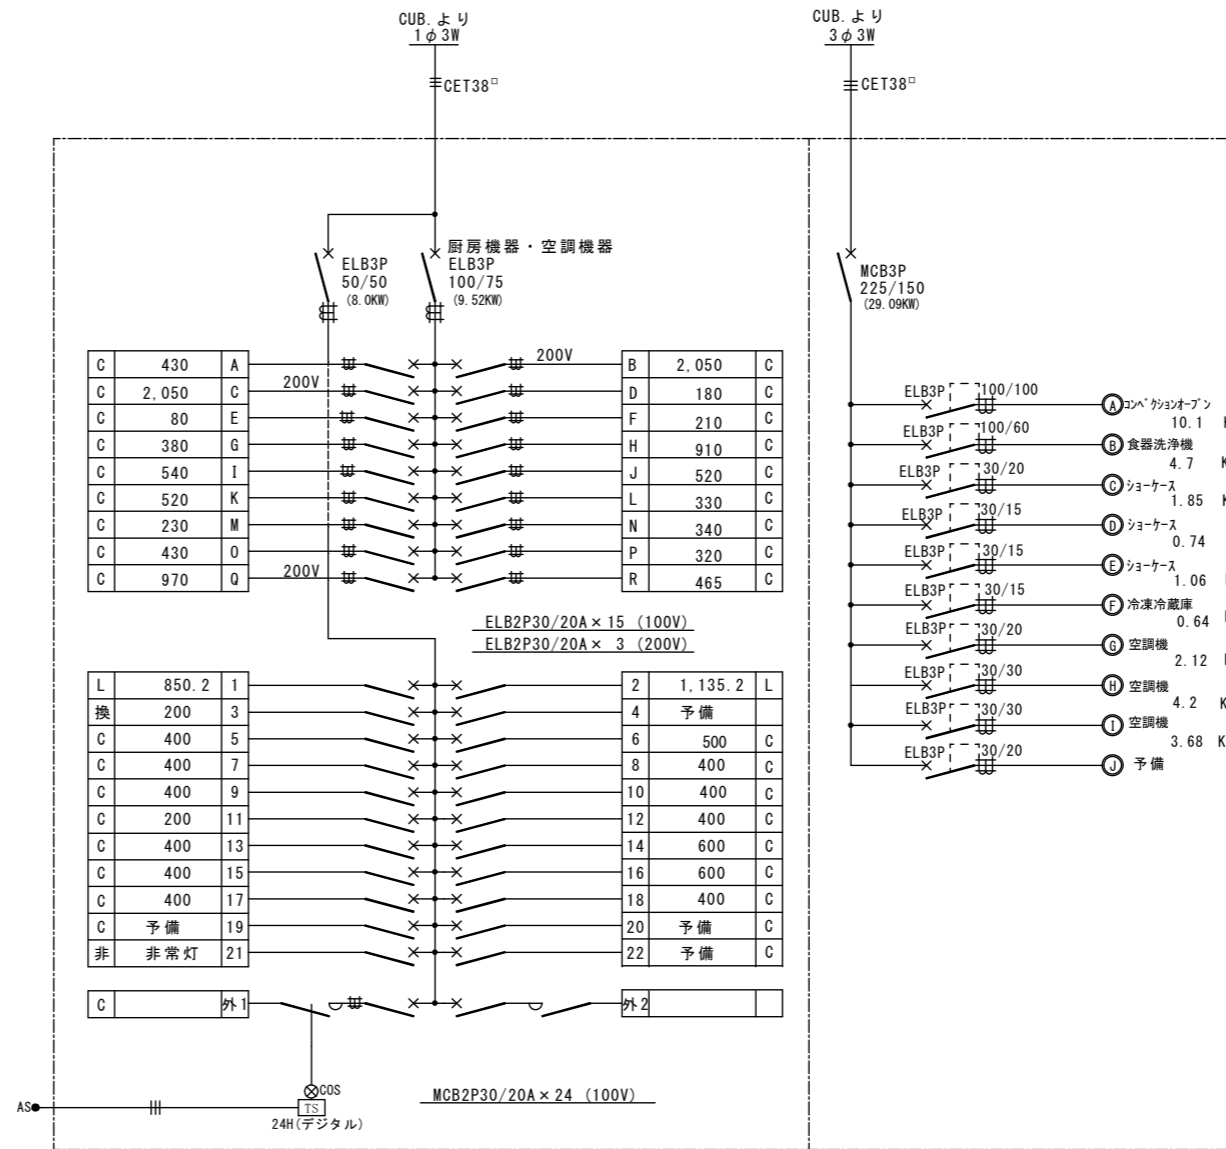 CUB.より
1φ3W
CET38□
CUB.より
3φ3W
CET38□
厨房機器・空調機器
ELB3P
50/50
(8.0KW)
ELB3P
100/75
(9.52KW)
MCB3P
225/150
(29.09KW)
C 430 A 200V B 2,050 C
C 2,050 C 200V D 180 C
C 80 E F 210 C
C 380 G H 910 C
C 540 I J 520 C
C 520 K L 330 C
C 230 M N 340 C
C 430 O P 320 C
C 970 Q 200V R 465 C
ELB2P30/20A×15 (100V)
ELB2P30/20A× 3 (200V)
L 850.2 1 2 1,135.2 L
換 200 3 4 予備
C 400 5 6 500 C
C 400 7 8 400 C
C 400 9 10 400 C
C 200 11 12 400 C
C 400 13 14 600 C
C 400 15 16 600 C
C 400 17 18 400 C
C 予備 19 20 予備 C
非 非常灯 21 22 予備 C
C 外1 外2
COS
AS
TS
24H(デジタル)
MCB2P30/20A×24 (100V)
ELB3P 100/100 A コンベクションオーブン
10.1
ELB3P 100/60 B 食器洗浄機
4.7 K
ELB3P 30/20 C ショーケース
1.85 K
ELB3P 30/15 D ショーケース
0.74
ELB3P 30/15 E ショーケース
1.06
ELB3P 30/15 F 冷凍冷蔵庫
0.64
ELB3P 30/20 G 空調機
2.12
ELB3P 30/30 H 空調機
4.2 K
ELB3P 30/30 I 空調機
3.68 K
ELB3P 30/20 J 予備